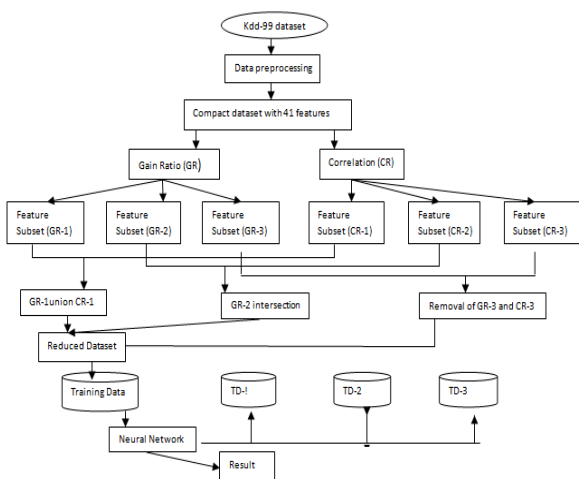 Kdd-99 dataset
Data preprocessing
Compact dataset with 41 features
Gain Ratio (GR)
Correlation (CR)
Feature
Subset (GR-1)
Feature
Subset (GR-2)
Feature
Subset (GR-3)
Feature
Subset (CR-1)
Feature
Subset (CR-2)
Feature
Subset (CR-3)
GR-1union CR-1
GR-2 intersection
Removal of GR-3 and CR-3
Reduced Dataset
Training Data
TD-!
TD-2
TD-3
Neural Network
Result